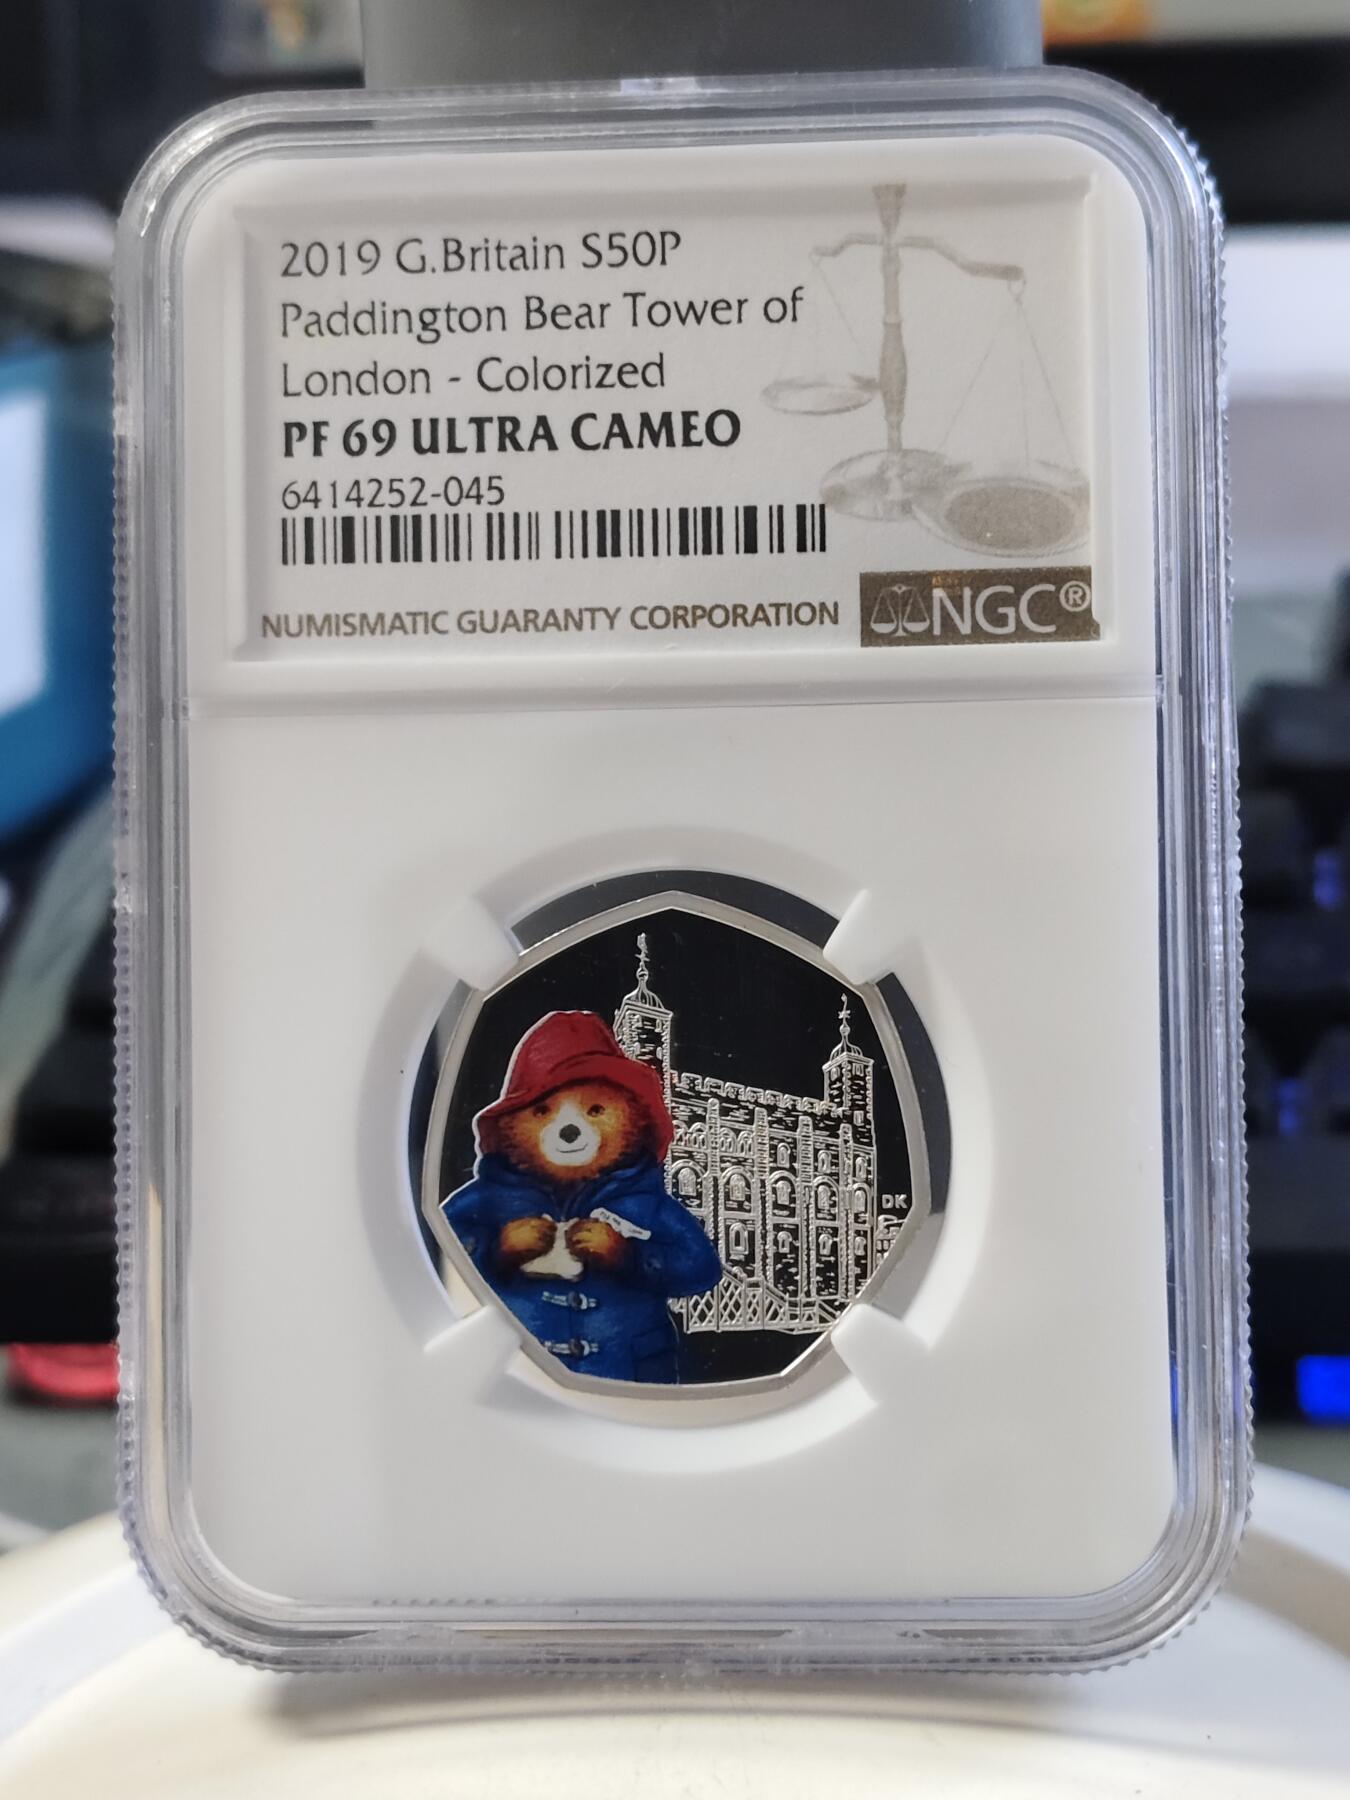 2019 G.Britain S50P
Paddington Bear Tower of
London - Colorized
PF 69 ULTRA CAMEO
6414252-045
NUMISMATIC GUARANTY CORPORATION
NGC®
DK